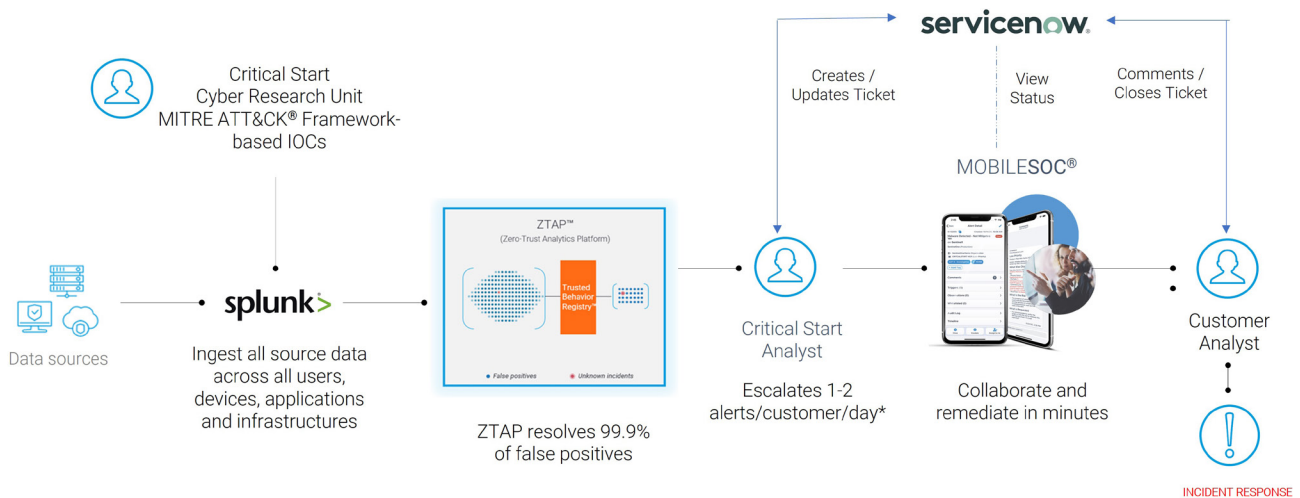 servicenow®
Creates /
Updates Ticket
View
Status
Comments /
Closes Ticket
Critical Start
Cyber Research Unit
MITRE ATT&CK® Framework-
based IOCs
MOBILESOC®
ZTAP™
(Zero-Trust Analytics Platform)
Trusted
Behavior
Registry™
False positives
Unknown incidents
splunk>
Data sources
Ingest all source data
across all users,
devices, applications
and infrastructures
ZTAP resolves 99.9%
of false positives
Critical Start
Analyst
Escalates 1-2
alerts/customer/day*
Collaborate and
remediate in minutes
Customer
Analyst
INCIDENT RESPONSE